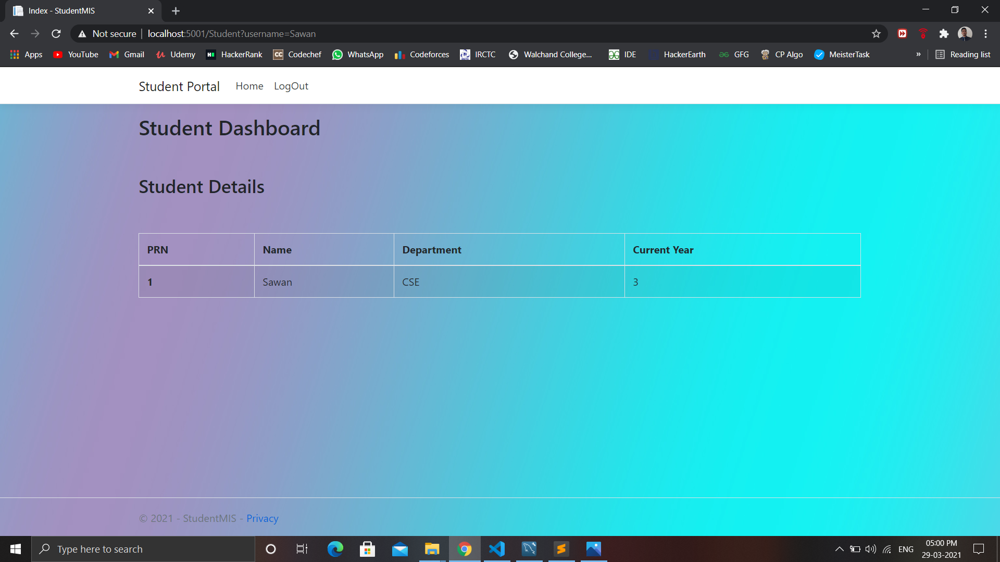 Index - StudentMIS
Not secure localhost:5001/Student?username=Sawan
Apps YouTube Gmail Udemy HackerRank Codechef WhatsApp Codeforces IRCTC Walchand College... IDE HackerEarth GFG CP Algo MeisterTask » Reading list
Student Portal Home LogOut
Student Dashboard
Student Details
PRN Name Department Current Year
1 Sawan CSE 3
© 2021 - StudentMIS - Privacy
Type here to search ENG 05:00 PM
29-03-2021